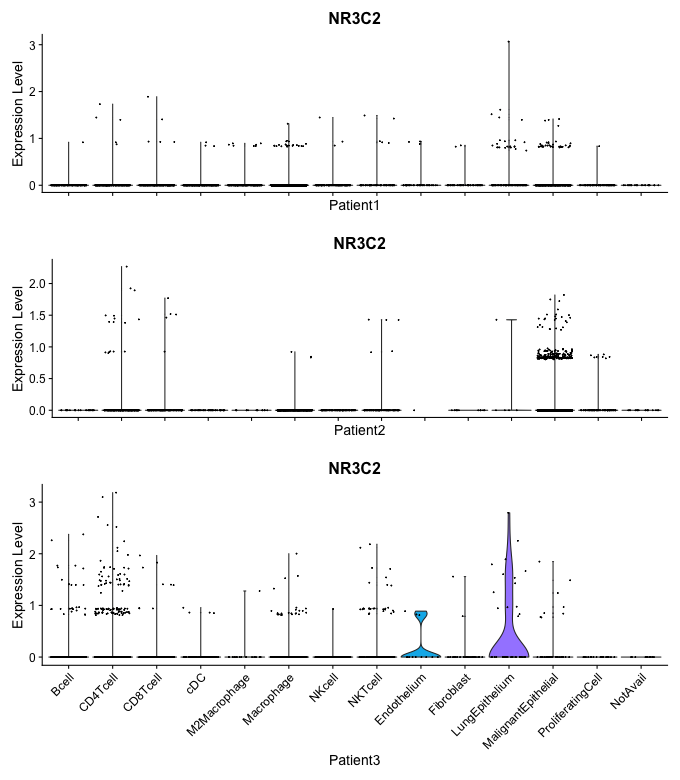 NR3C2
Expression Level
3
2
1
0
Patient1
NR3C2
Expression Level
2.0
1.5
1.0
0.5
0.0
Patient2
NR3C2
Expression Level
3
2
1
0
Bcell
CD4Tcell
CD8Tcell
cDC
M2Macrophage
Macrophage
NKcell
NKTcell
Endothelium
Fibroblast
LungEpithelium
MalignantEpithelial
ProliferatingCell
NotAvail
Patient3